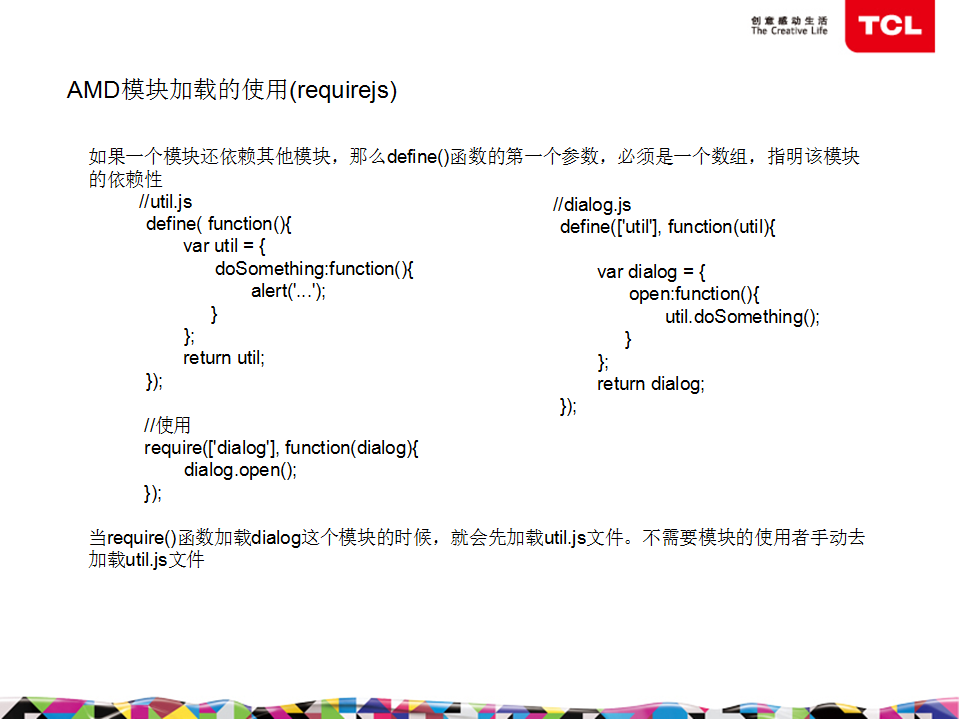 创意感动生活
The Creative Life
TCL
AMD模块加载的使用(requirejs)
如果一个模块还依赖其他模块，那么define()函数的第一个参数，必须是一个数组，指明该模块
的依赖性
//util.js
define( function(){
var util = {
doSomething:function(){
alert('...');
}
};
return util;
});
//使用
require(['dialog'], function(dialog){
dialog.open();
});
//dialog.js
define(['util'], function(util){
var dialog = {
open:function(){
util.doSomething();
}
};
return dialog;
});
当require()函数加载dialog这个模块的时候，就会先加载util.js文件。不需要模块的使用者手动去
加载util.js文件